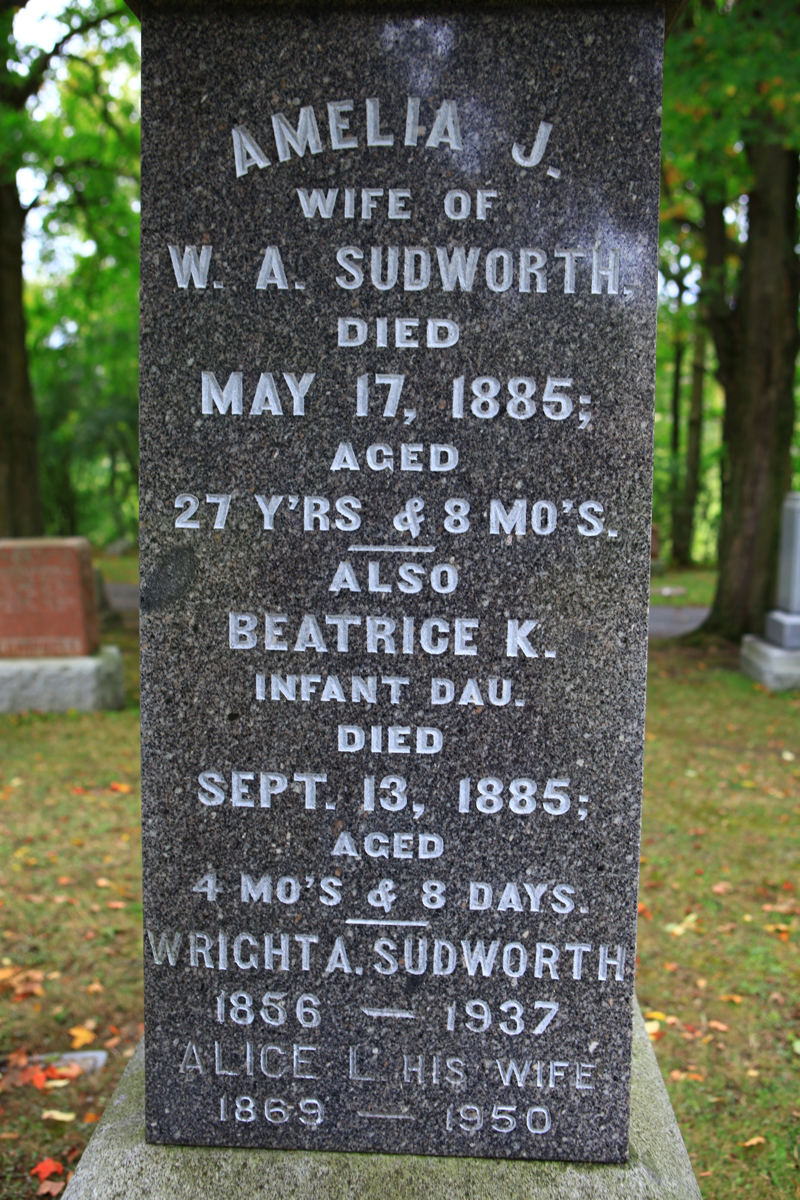 AMELIA J.
WIFE OF
W. A. SUDWORTH.
DIED
MAY 17, 1885;
AGED
27 Y'RS & 8 MO'S.
ALSO
BEATRICE K.
INFANT DAU.
DIED
SEPT. 13, 1885;
AGED
4 MO'S & 8 DAYS.
WRIGHT A. SUDWORTH
1856 — 1937
ALICE L. HIS WIFE
1869 — 1950